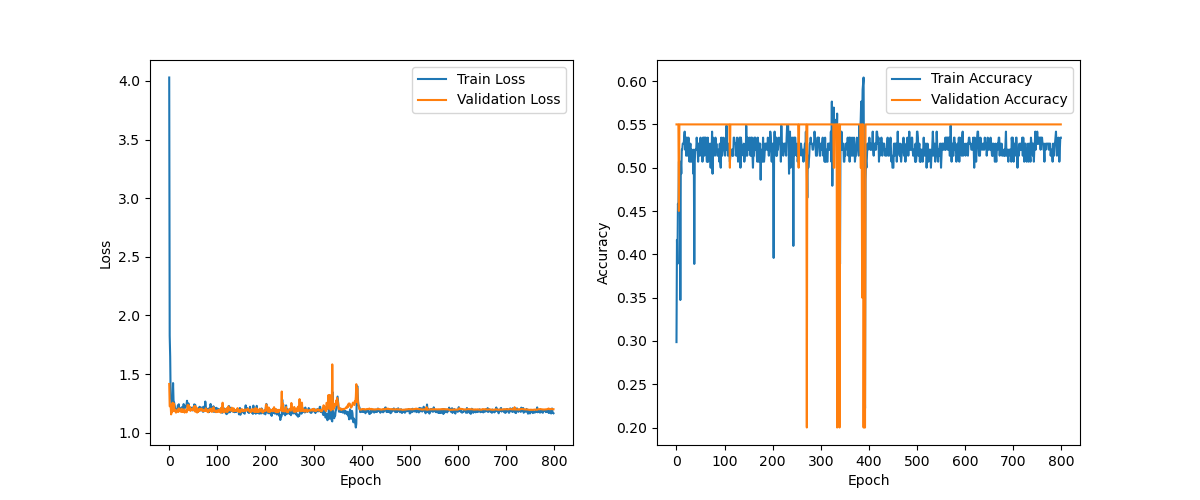 Train Loss
Validation Loss
4.0
3.5
3.0
2.5
2.0
1.5
1.0
Loss
0 100 200 300 400 500 600 700 800
Epoch
Train Accuracy
Validation Accuracy
0.60
0.55
0.50
0.45
0.40
0.35
0.30
0.25
0.20
Accuracy
0 100 200 300 400 500 600 700 800
Epoch